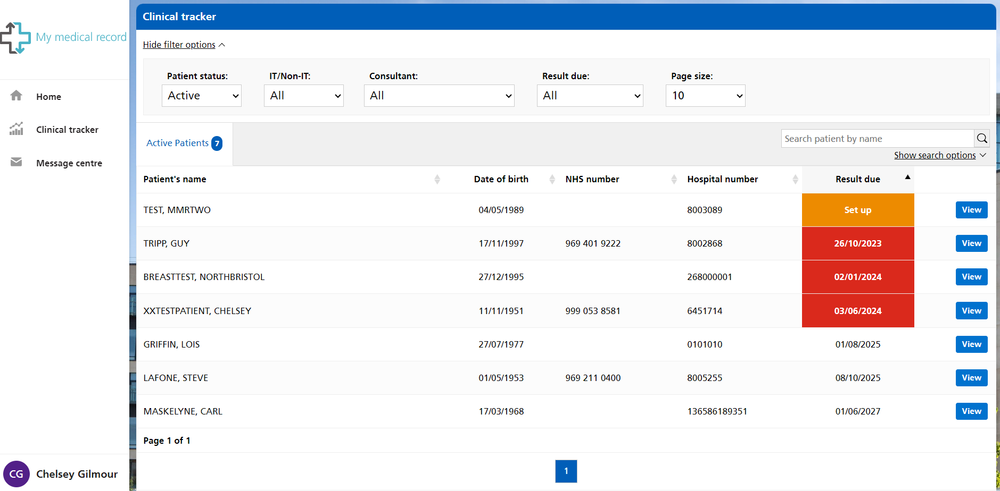 My medical record
Home
Clinical tracker
Message centre
CG Chelsey Gilmour
Clinical tracker
Hide filter options
Patient status: IT/Non-IT: Consultant: Result due: Page size:
Active All All All 10
Active Patients 7
Search patient by name
Show search options
Patient's name Date of birth NHS number Hospital number Result due
TEST, MMRTWO 04/05/1989 8003089 Set up View
TRIPP, GUY 17/11/1997 969 401 9222 8002868 26/10/2023 View
BREASTTEST, NORTHBRISTOL 27/12/1995 268000001 02/01/2024 View
XXTESTPATIENT, CHELSEY 11/11/1951 999 053 8581 6451714 03/06/2024 View
GRIFFIN, LOIS 27/07/1977 0101010 01/08/2025 View
LAFONE, STEVE 01/05/1953 969 211 0400 8005255 08/10/2025 View
MASKELYNE, CARL 17/03/1968 136586189351 01/06/2027 View
Page 1 of 1
1